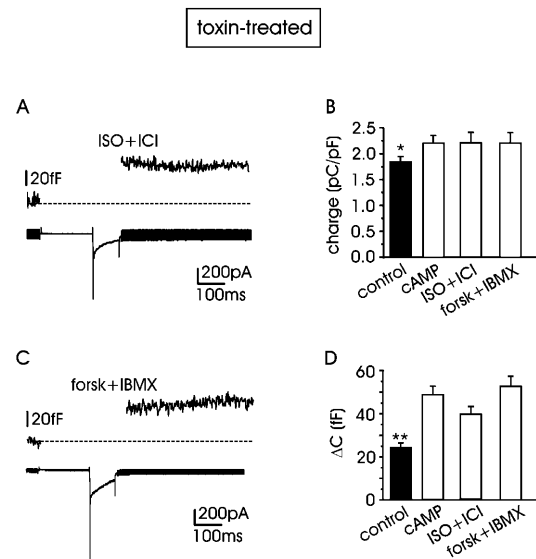 toxin-treated
A
ISO+ICI
20fF
200pA
100ms
B
charge (pC/pF)
2.5
2.0
1.5
1.0
0.5
0.0
*
control
cAMP
ISO+ICI
forsk+IBMX
C
forsk+IBMX
20fF
200pA
100ms
D
ΔC (fF)
60
40
20
0
**
control
cAMP
ISO+ICI
forsk+IBMX